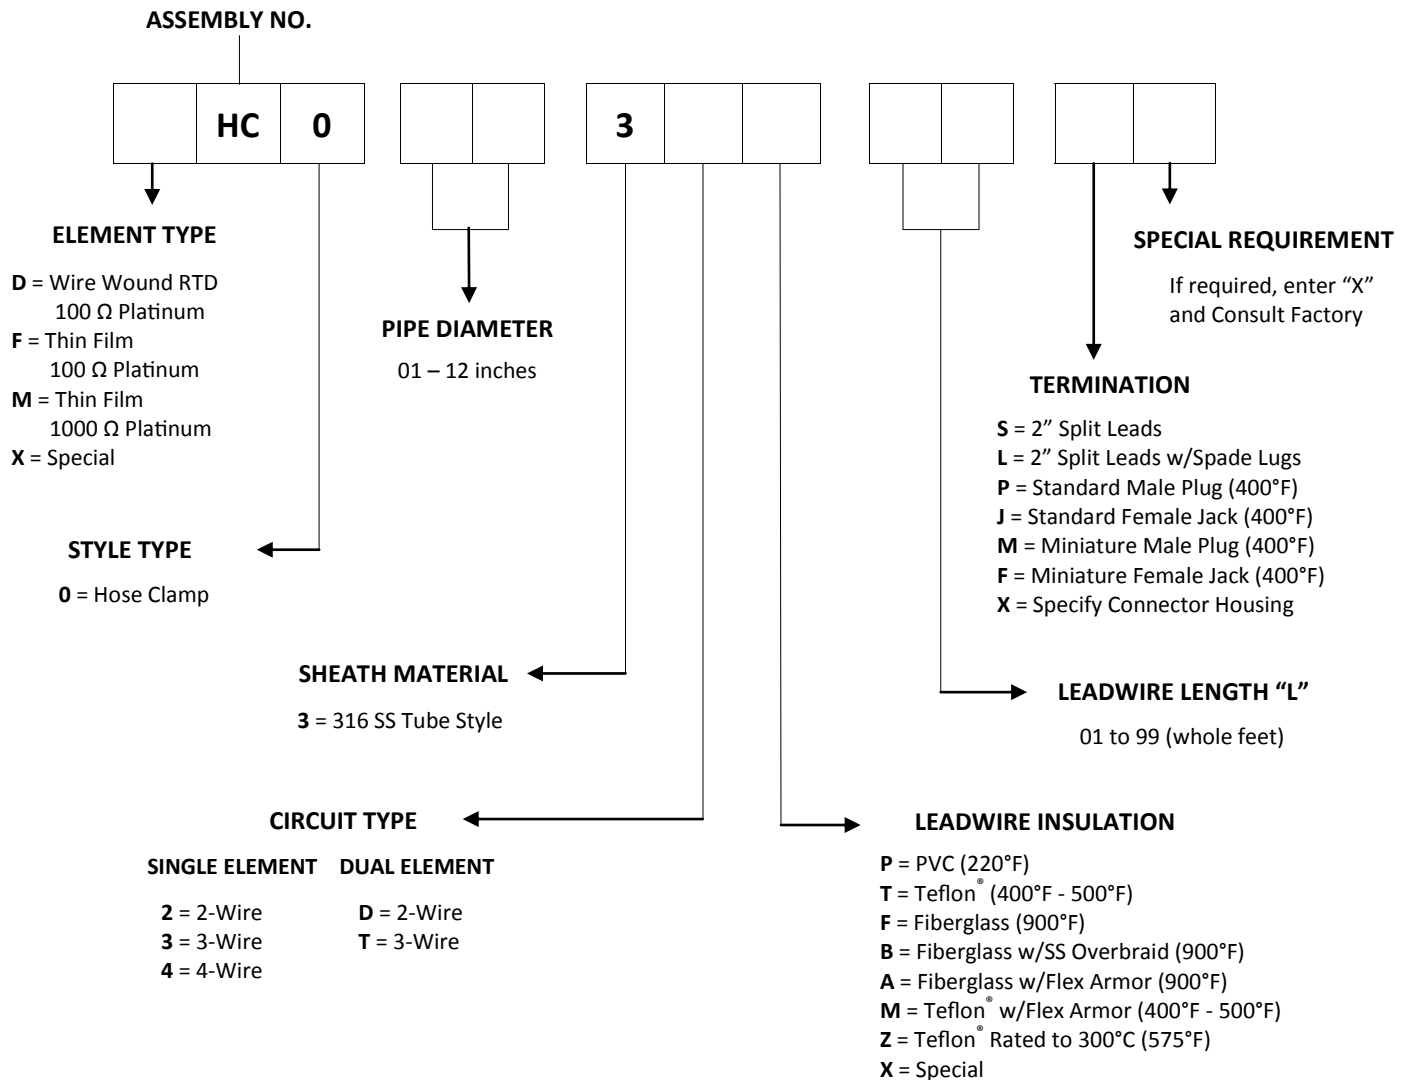 ASSEMBLY NO.
HC 0 3
ELEMENT TYPE
D = Wire Wound RTD
100 Ω Platinum
F = Thin Film
100 Ω Platinum
M = Thin Film
1000 Ω Platinum
X = Special
PIPE DIAMETER
01 – 12 inches
SPECIAL REQUIREMENT
If required, enter “X”
and Consult Factory
TERMINATION
S = 2” Split Leads
L = 2” Split Leads w/Spade Lugs
P = Standard Male Plug (400°F)
J = Standard Female Jack (400°F)
M = Miniature Male Plug (400°F)
F = Miniature Female Jack (400°F)
X = Specify Connector Housing
STYLE TYPE
0 = Hose Clamp
SHEATH MATERIAL
3 = 316 SS Tube Style
LEADWIRE LENGTH “L”
01 to 99 (whole feet)
CIRCUIT TYPE
SINGLE ELEMENT DUAL ELEMENT
2 = 2-Wire D = 2-Wire
3 = 3-Wire T = 3-Wire
4 = 4-Wire
LEADWIRE INSULATION
P = PVC (220°F)
T = Teflon® (400°F - 500°F)
F = Fiberglass (900°F)
B = Fiberglass w/SS Overbraid (900°F)
A = Fiberglass w/Flex Armor (900°F)
M = Teflon® w/Flex Armor (400°F - 500°F)
Z = Teflon® Rated to 300°C (575°F)
X = Special